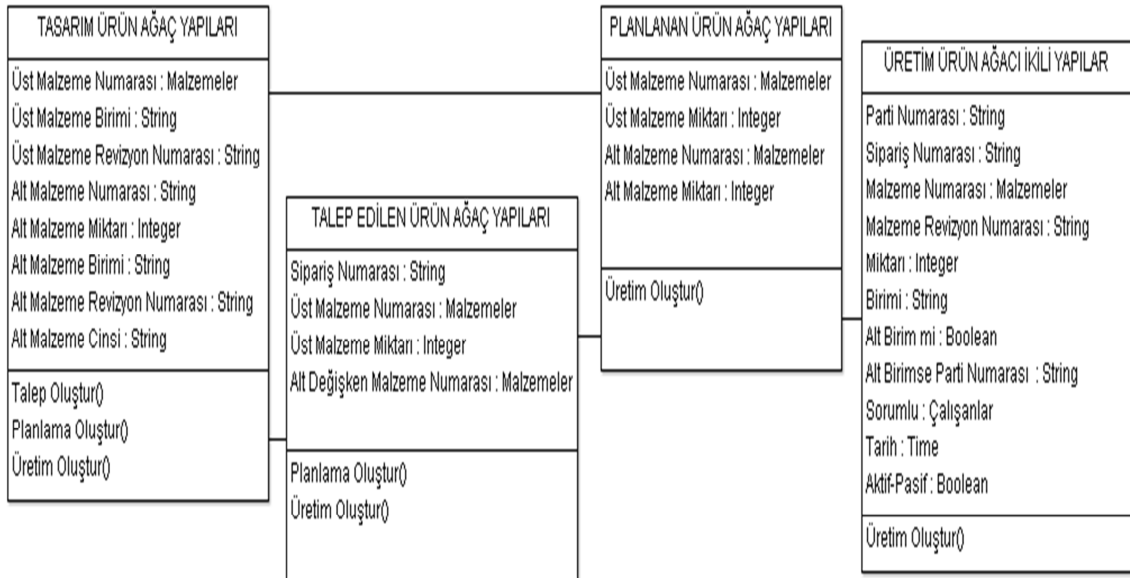 TASARIM ÜRÜN AĞAÇ YAPILARI
Üst Malzeme Numarası : Malzemeler
Üst Malzeme Birimi : String
Üst Malzeme Revizyon Numarası : String
Alt Malzeme Numarası : String
Alt Malzeme Miktarı : Integer
Alt Malzeme Birimi : String
Alt Malzeme Revizyon Numarası : String
Alt Malzeme Cinsi : String
Talep Oluştur()
Planlama Oluştur()
Üretim Oluştur()
TALEP EDİLEN ÜRÜN AĞAÇ YAPILARI
Sipariş Numarası : String
Üst Malzeme Numarası : Malzemeler
Üst Malzeme Miktarı : Integer
Alt Değişken Malzeme Numarası : Malzemeler
Planlama Oluştur()
Üretim Oluştur()
PLANLANAN ÜRÜN AĞAÇ YAPILARI
Üst Malzeme Numarası : Malzemeler
Üst Malzeme Miktarı : Integer
Alt Malzeme Numarası : Malzemeler
Alt Malzeme Miktarı : Integer
Üretim Oluştur()
ÜRETİM ÜRÜN AĞACI İKİLİ YAPILAR
Parti Numarası : String
Sipariş Numarası : String
Malzeme Numarası : Malzemeler
Malzeme Revizyon Numarası : String
Miktarı : Integer
Birimi : String
Alt Birim mi : Boolean
Alt Birimse Parti Numarası : String
Sorumlu : Çalışanlar
Tarih : Time
Aktif-Pasif : Boolean
Üretim Oluştur()